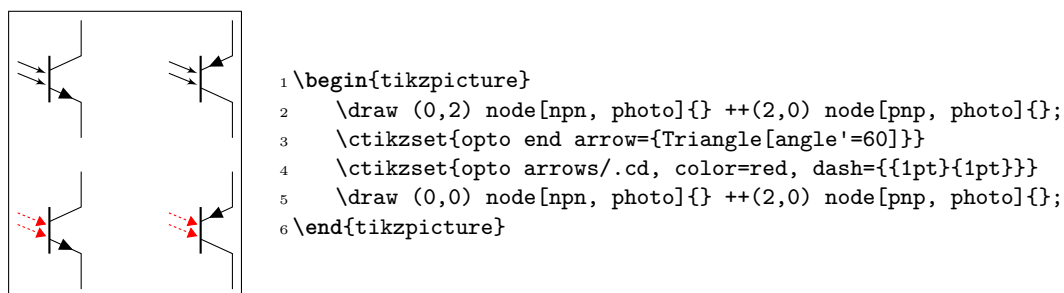 1 \begin{tikzpicture}
2     \draw (0,2) node[npn, photo]{} ++(2,0) node[pnp, photo]{};
3     \ctikzset{opto end arrow={Triangle[angle'=60]}}
4     \ctikzset{opto arrows/.cd, color=red, dash={{1pt}{1pt}}}
5     \draw (0,0) node[npn, photo]{} ++(2,0) node[pnp, photo]{};
6 \end{tikzpicture}